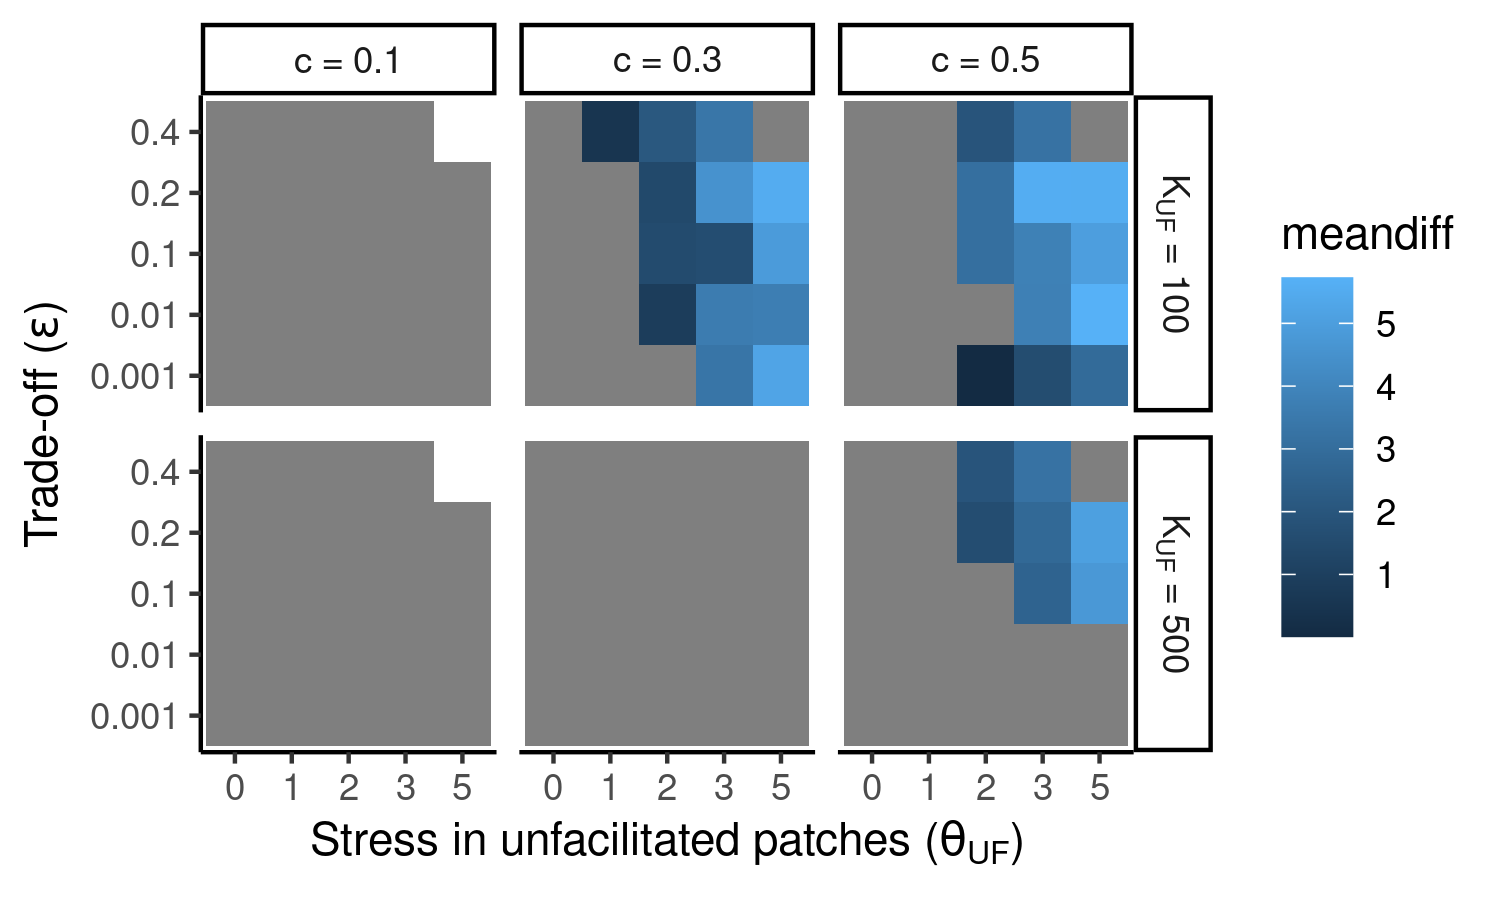 c = 0.1
c = 0.3
c = 0.5
0.4
0.2
0.1
0.01
0.001
K_UF = 100
0.4
0.2
0.1
0.01
0.001
K_UF = 500
Trade-off (ε)
0 1 2 3 5
0 1 2 3 5
0 1 2 3 5
Stress in unfacilitated patches (θ_UF)
meandiff
5
4
3
2
1